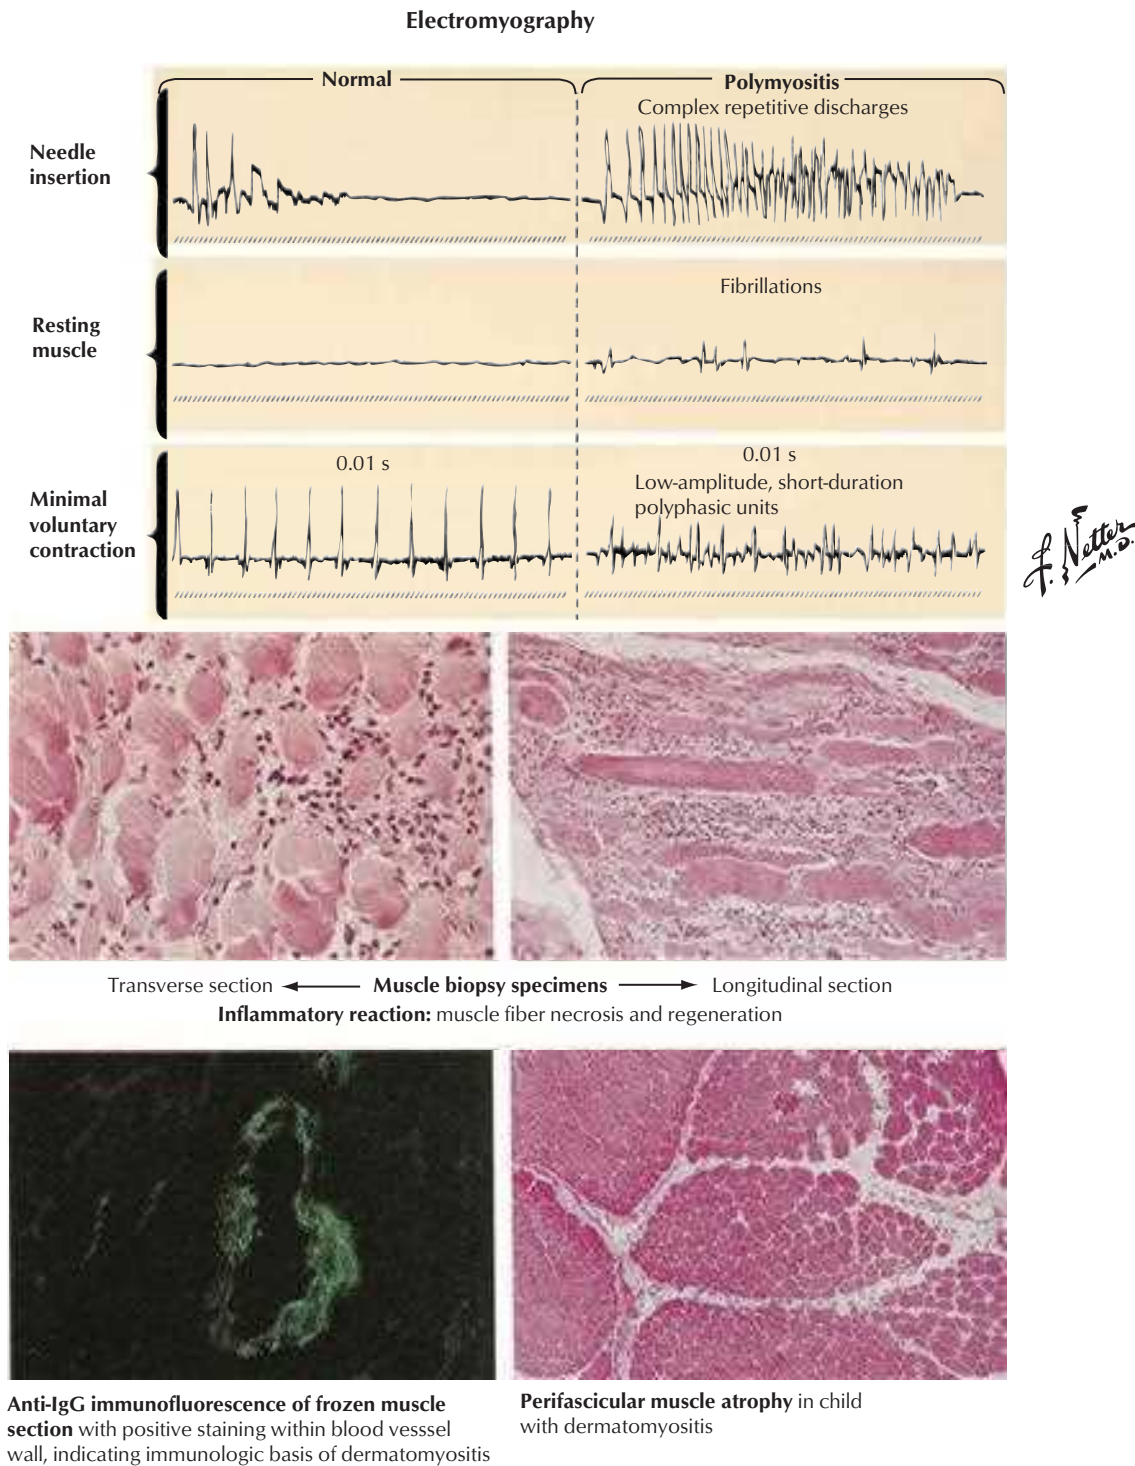 Electromyography
Normal
Polymyositis
Complex repetitive discharges
Needle
insertion
Fibrillations
Resting
muscle
0.01 s
0.01 s
Low-amplitude, short-duration
polyphasic units
Minimal
voluntary
contraction
F. Netter
M.D.
Transverse section
Muscle biopsy specimens
Longitudinal section
Inflammatory reaction: muscle fiber necrosis and regeneration
Anti-IgG immunofluorescence of frozen muscle
section with positive staining within blood vesssel
wall, indicating immunologic basis of dermatomyositis
Perifascicular muscle atrophy in child
with dermatomyositis